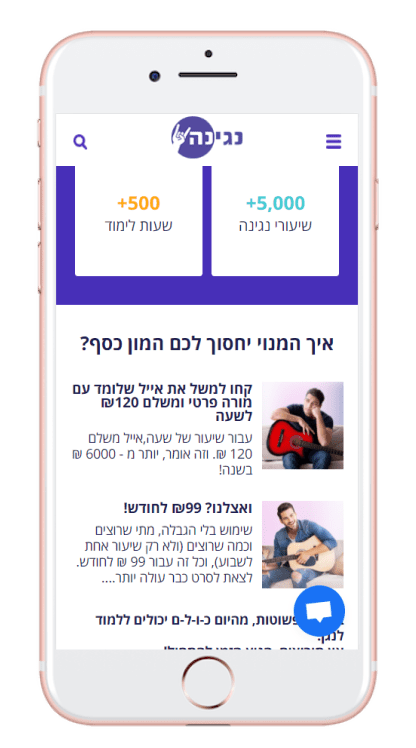 נגינה
5,000+
שיעורי נגינה
500+
שעות לימוד
איך המנוי יחסוך לכם המון כסף?
קחו למשל את אייל שלומד עם
מורה פרטי ומשלם 120₪
לשעה
עבור שיעור של שעה,אייל משלם
120 ₪. וזה אומר, יותר מ - 6000 ₪
בשנה!
ואצלנו? 99₪ לחודש!
שימוש בלי הגבלה, מתי שרוצים
וכמה שרוצים (ולא רק שיעור אחת
לשבוע), וכל זה עבור 99 ₪ לחודש.
לצאת לסרט כבר עולה יותר....
פשוטות, מהיום כ-ו-ל-ם יכולים ללמוד
לנגן!